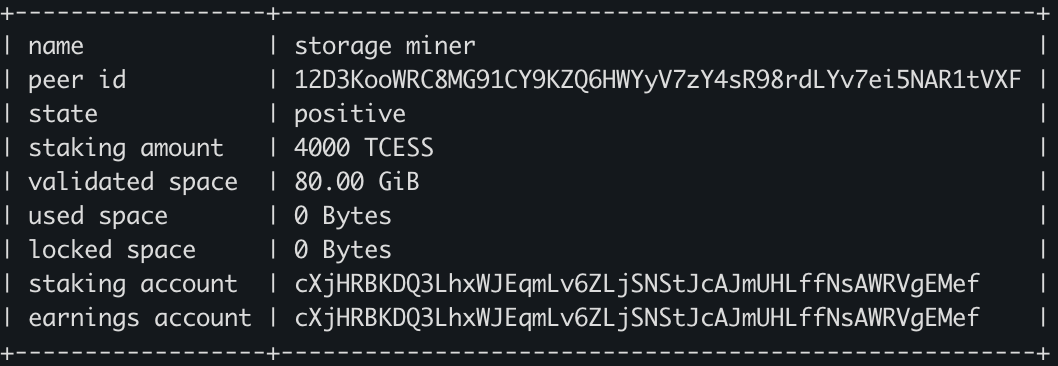 +------------------+------------------------------------------------------+
| name             | storage miner                                        |
| peer id          | 12D3KooWRC8MG91CY9KZQ6HWYyV7zY4sR98rdLYv7ei5NAR1tVXF |
| state            | positive                                             |
| staking amount   | 4000 TCESS                                           |
| validated space  | 80.00 GiB                                            |
| used space       | 0 Bytes                                              |
| locked space     | 0 Bytes                                              |
| staking account  | cXjHRBKDQ3LhxWJEqmLv6ZLjSNStJcAJmUHLffNsAWRVgEMef    |
| earnings account | cXjHRBKDQ3LhxWJEqmLv6ZLjSNStJcAJmUHLffNsAWRVgEMef    |
+------------------+------------------------------------------------------+